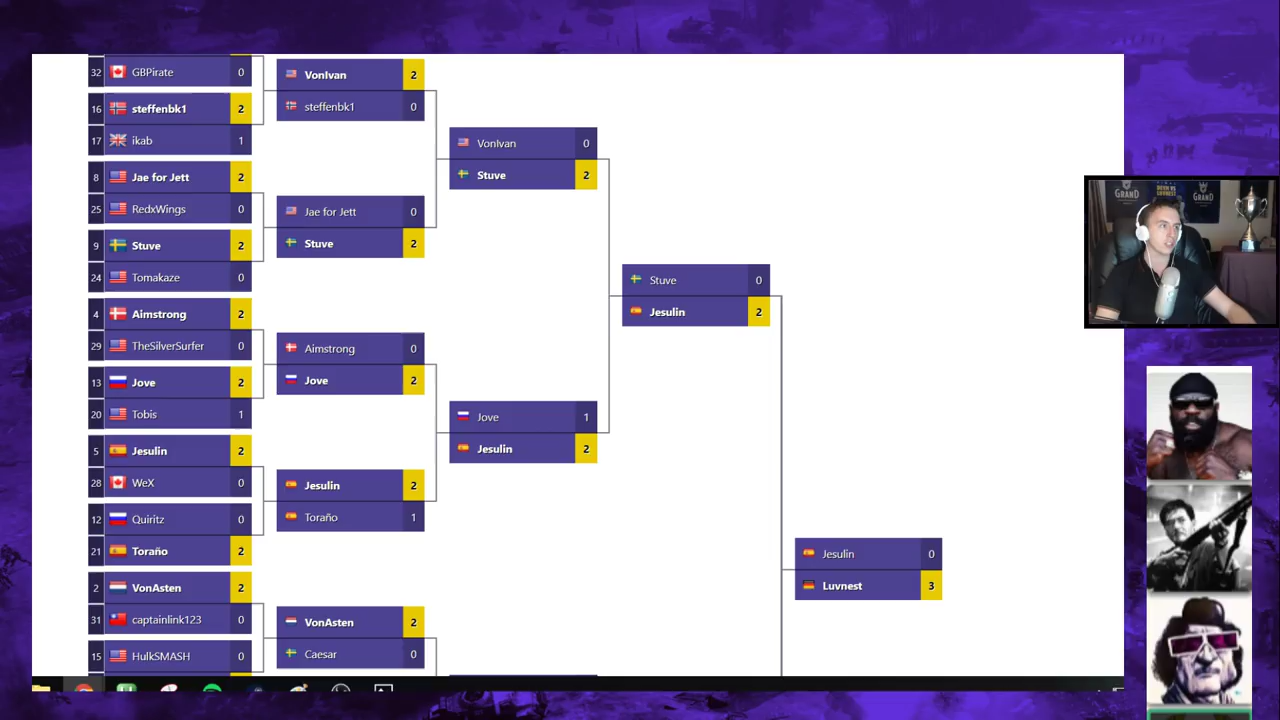 32 GBPirate 0
16 steffenbk1 2
17 ikab 1
8 Jae for Jett 2
25 RedxWings 0
9 Stuve 2
24 Tomakaze 0
4 Aimstrong 2
29 TheSilverSurfer 0
13 Jove 2
20 Tobis 1
5 Jesulin 2
28 WeX 0
12 Quiritz 0
21 Toraño 2
2 VonAsten 2
31 captainlink123 0
15 HulkSMASH 0
VonIvan 2
steffenbk1 0
Jae for Jett 0
Stuve 2
Aimstrong 0
Jove 2
Jesulin 2
Toraño 1
VonAsten 2
Caesar 0
VonIvan 0
Stuve 2
Jove 1
Jesulin 2
Stuve 0
Jesulin 2
Jesulin 0
Luvnest 3
GRAND
GRAND